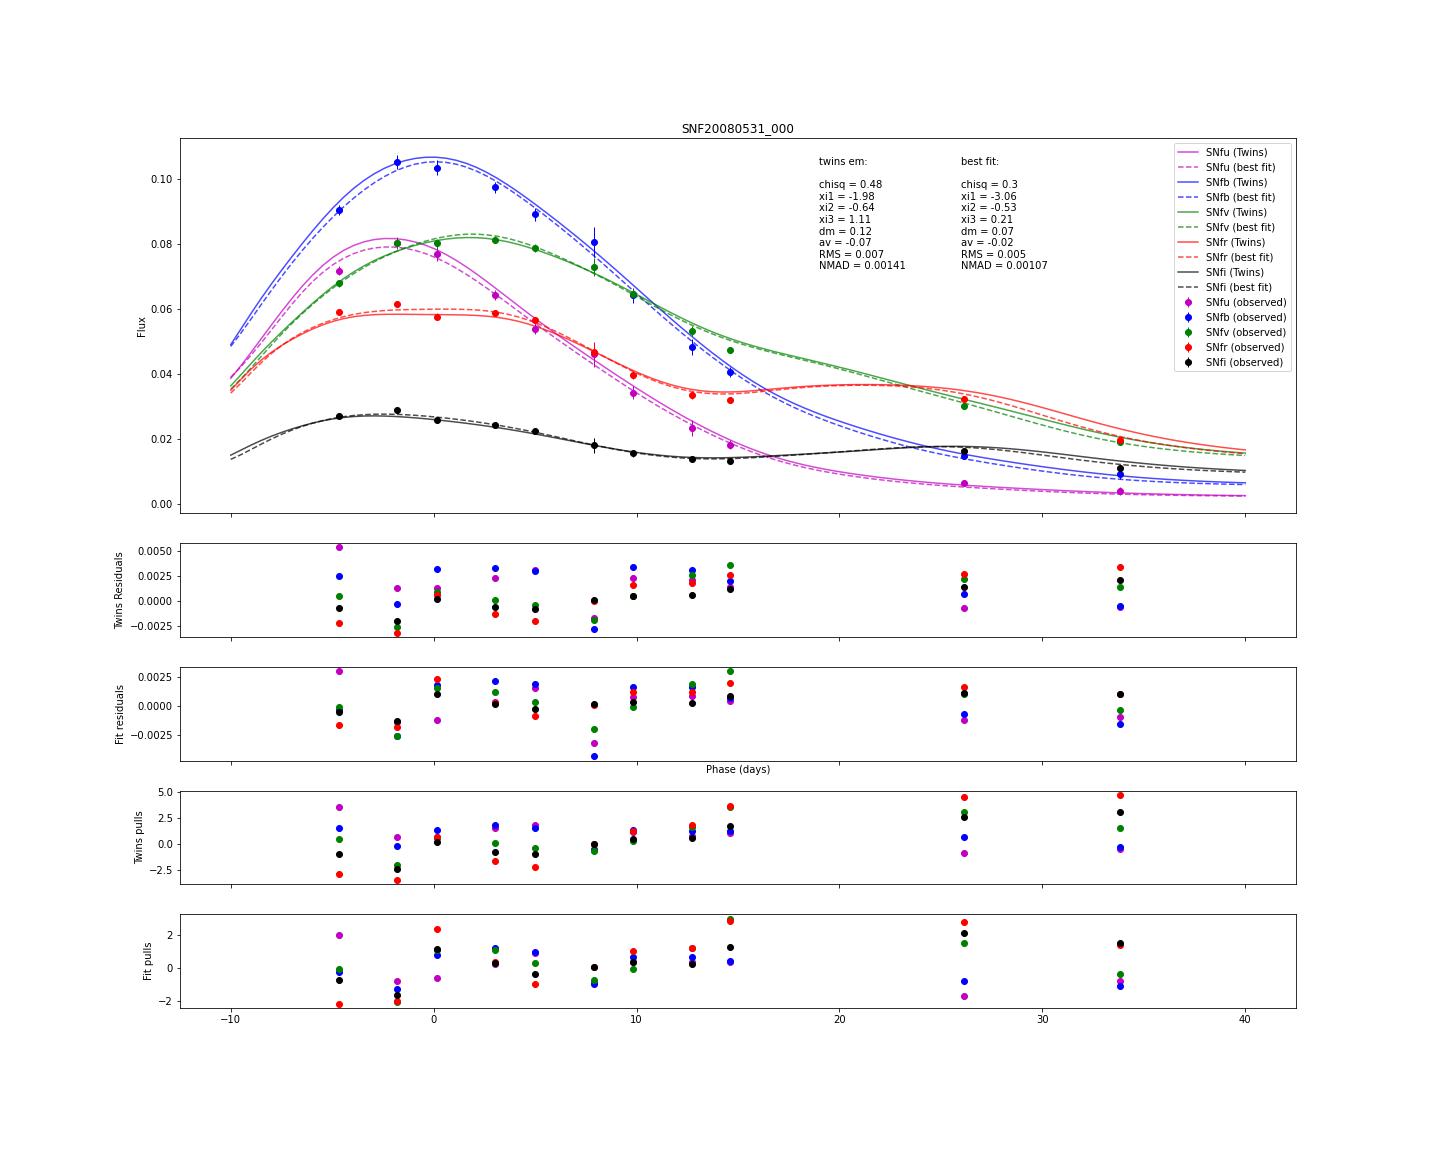 SNF20080531_000
Flux
0.10
0.08
0.06
0.04
0.02
0.00
twins em:
chisq = 0.48
xi1 = -1.98
xi2 = -0.64
xi3 = 1.11
dm = 0.12
av = -0.07
RMS = 0.007
NMAD = 0.00141
best fit:
chisq = 0.3
xi1 = -3.06
xi2 = -0.53
xi3 = 0.21
dm = 0.07
av = -0.02
RMS = 0.005
NMAD = 0.00107
SNfu (Twins)
SNfu (best fit)
SNfb (Twins)
SNfb (best fit)
SNfv (Twins)
SNfv (best fit)
SNfr (Twins)
SNfr (best fit)
SNfi (Twins)
SNfi (best fit)
SNfu (observed)
SNfb (observed)
SNfv (observed)
SNfr (observed)
SNfi (observed)
Twins Residuals
0.0050
0.0025
0.0000
−0.0025
Fit residuals
0.0025
0.0000
−0.0025
Phase (days)
Twins pulls
5.0
2.5
0.0
−2.5
Fit pulls
2
0
−2
−10 0 10 20 30 40